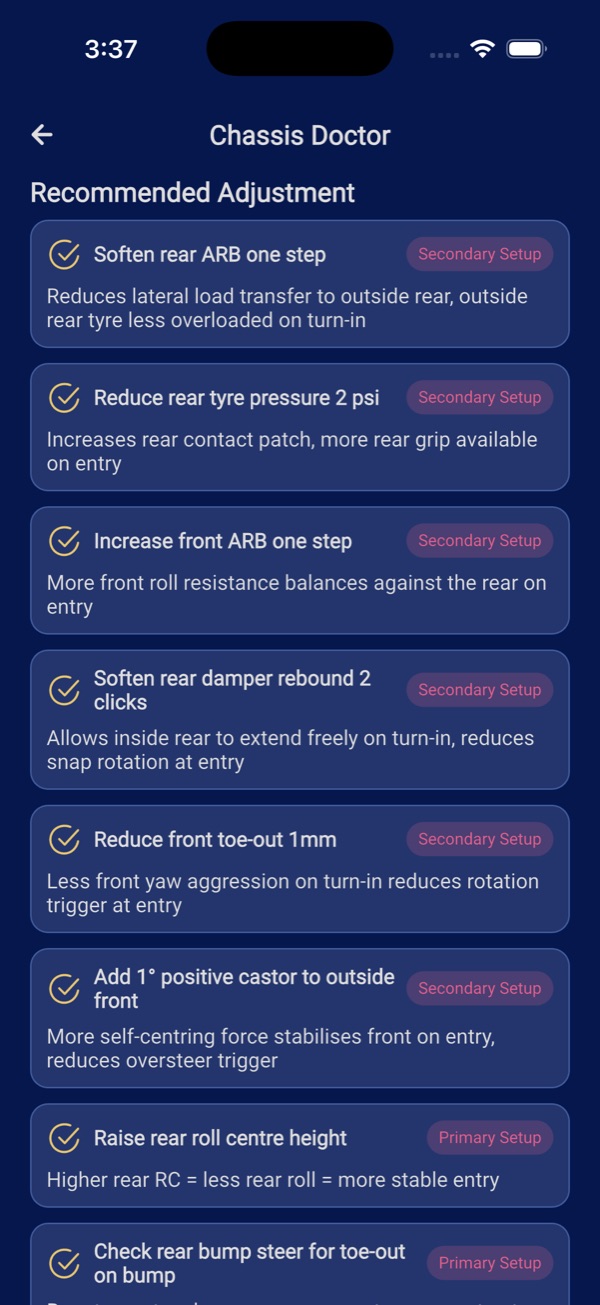 3:37
Chassis Doctor
Recommended Adjustment
Soften rear ARB one step
Secondary Setup
Reduces lateral load transfer to outside rear, outside
rear tyre less overloaded on turn-in
Reduce rear tyre pressure 2 psi
Secondary Setup
Increases rear contact patch, more rear grip available
on entry
Increase front ARB one step
Secondary Setup
More front roll resistance balances against the rear on
entry
Soften rear damper rebound 2
clicks
Secondary Setup
Allows inside rear to extend freely on turn-in, reduces
snap rotation at entry
Reduce front toe-out 1mm
Secondary Setup
Less front yaw aggression on turn-in reduces rotation
trigger at entry
Add 1° positive castor to outside
front
Secondary Setup
More self-centring force stabilises front on entry,
reduces oversteer trigger
Raise rear roll centre height
Primary Setup
Higher rear RC = less rear roll = more stable entry
Check rear bump steer for toe-out
on bump
Primary Setup